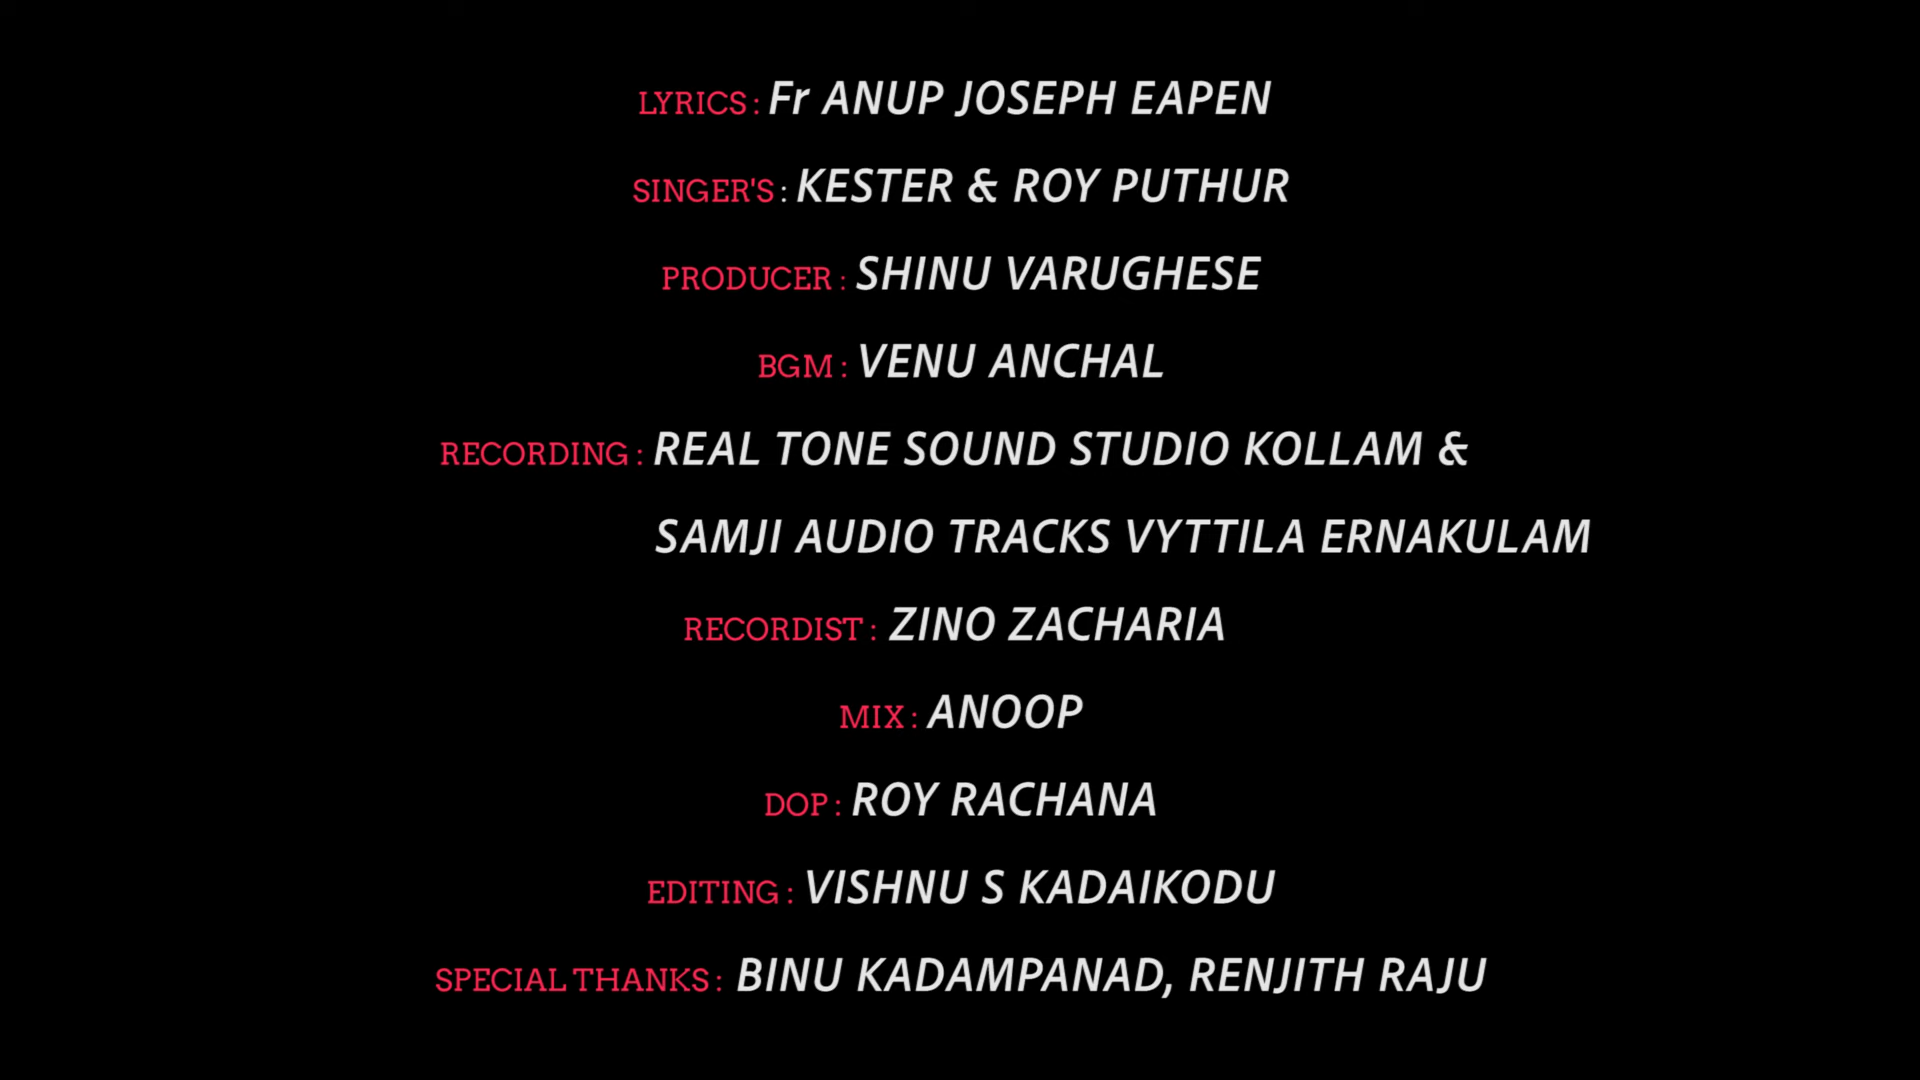 LYRICS : Fr ANUP JOSEPH EAPEN
SINGER'S : KESTER & ROY PUTHUR
PRODUCER : SHINU VARUGHESE
BGM : VENU ANCHAL
RECORDING : REAL TONE SOUND STUDIO KOLLAM &
SAMJI AUDIO TRACKS VYTTILA ERNAKULAM
RECORDIST : ZINO ZACHARIA
MIX : ANOOP
DOP : ROY RACHANA
EDITING : VISHNU S KADAIKODU
SPECIAL THANKS : BINU KADAMPANAD, RENJITH RAJU